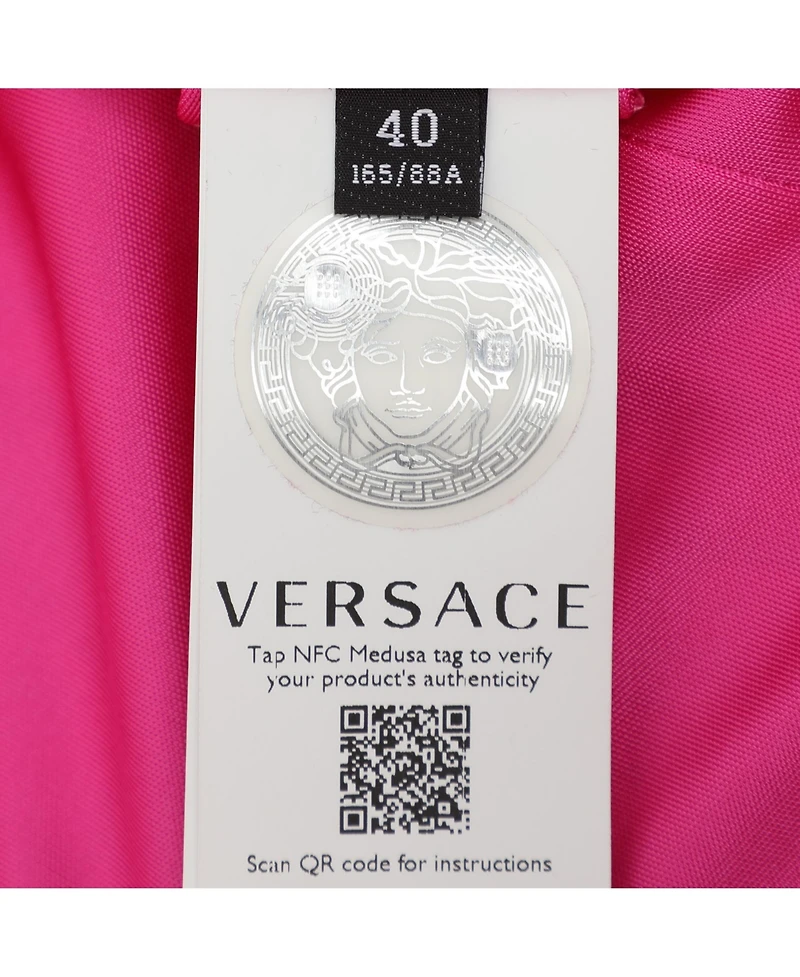 40
165/88A
VERSACE
Tap NFC Medusa tag to verify
your product's authenticity
Scan QR code for instructions